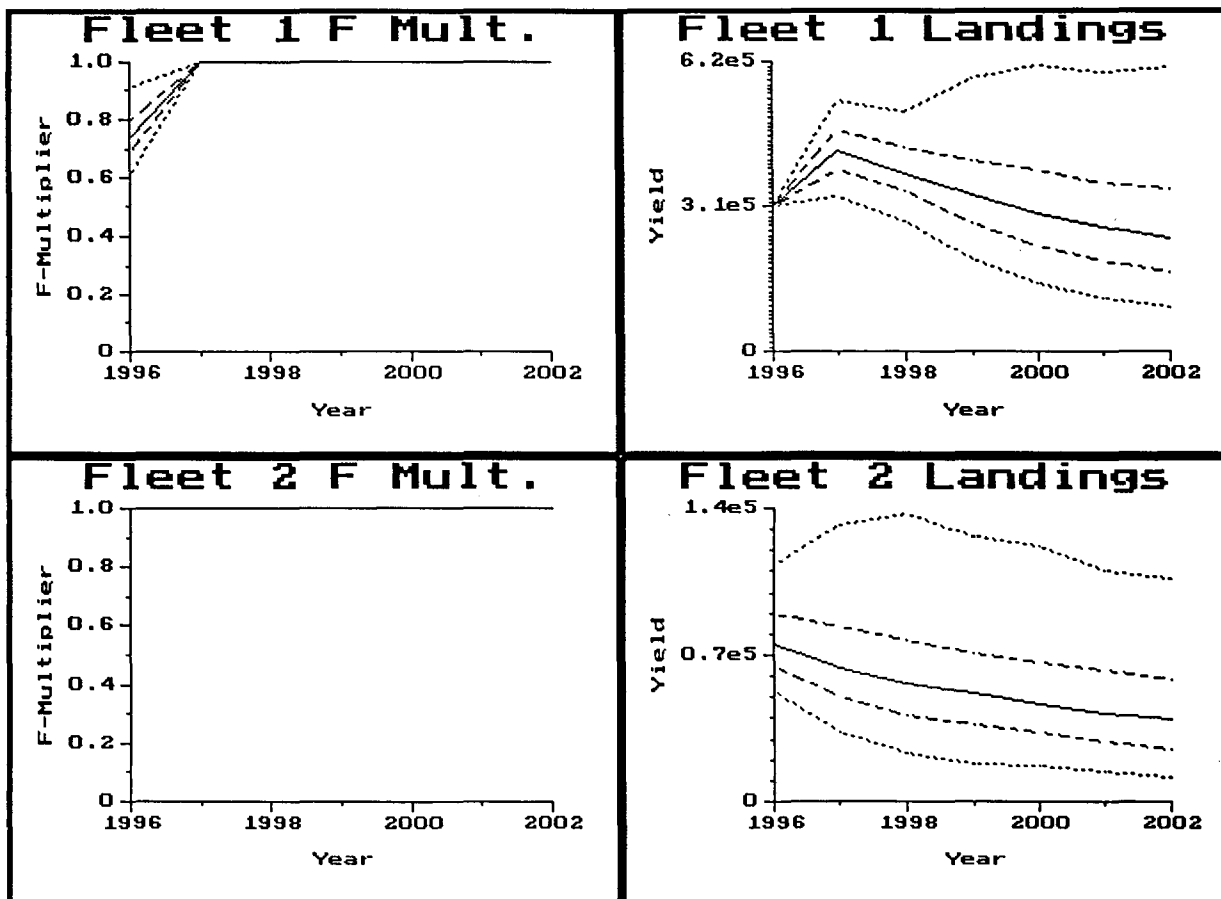 Fleet 1 F Mult.
1.0
0.8
0.6
0.4
0.2
0
F-Multiplier
1996 1998 2000 2002
Year
Fleet 1 Landings
6.2e5
3.1e5
0
Yield
1996 1998 2000 2002
Year
Fleet 2 F Mult.
1.0
0.8
0.6
0.4
0.2
0
F-Multiplier
1996 1998 2000 2002
Year
Fleet 2 Landings
1.4e5
0.7e5
0
Yield
1996 1998 2000 2002
Year